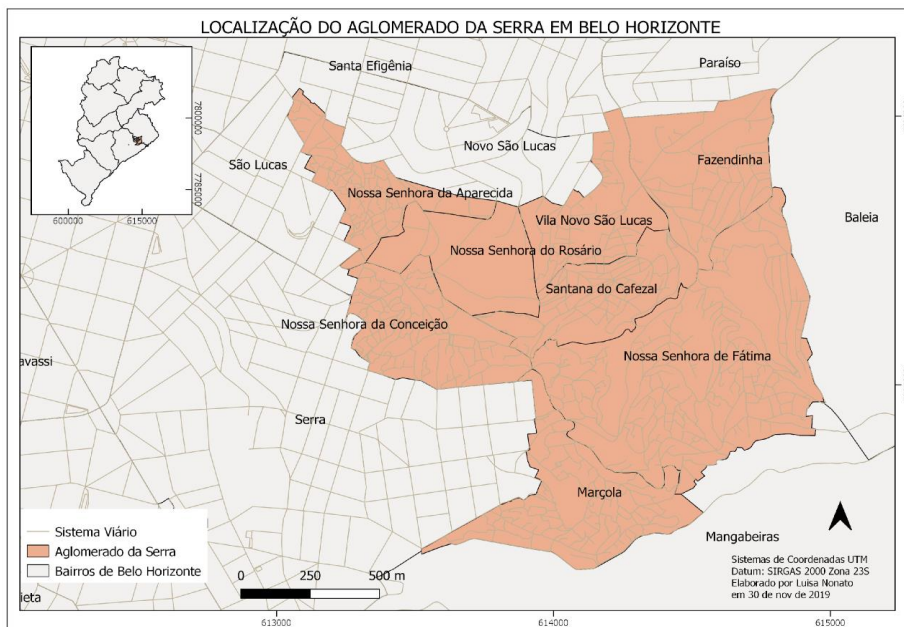 LOCALIZAÇÃO DO AGLOMERADO DA SERRA EM BELO HORIZONTE
7800000
7785000
600000
615000
Santa Efigênia
Paraíso
São Lucas
Novo São Lucas
Fazendinha
Nossa Senhora da Aparecida
Vila Novo São Lucas
Baleia
Nossa Senhora do Rosário
Santana do Cafezal
Nossa Senhora da Conceição
Nossa Senhora de Fátima
avassi
Serra
Marçola
Mangabeiras
Sistema Viário
Aglomerado da Serra
Bairros de Belo Horizonte
ieta
0 250 500 m
Sistemas de Coordenadas UTM
Datum: SIRGAS 2000 Zona 23S
Elaborado por Luisa Nonato
em 30 de nov de 2019
613000
614000
615000